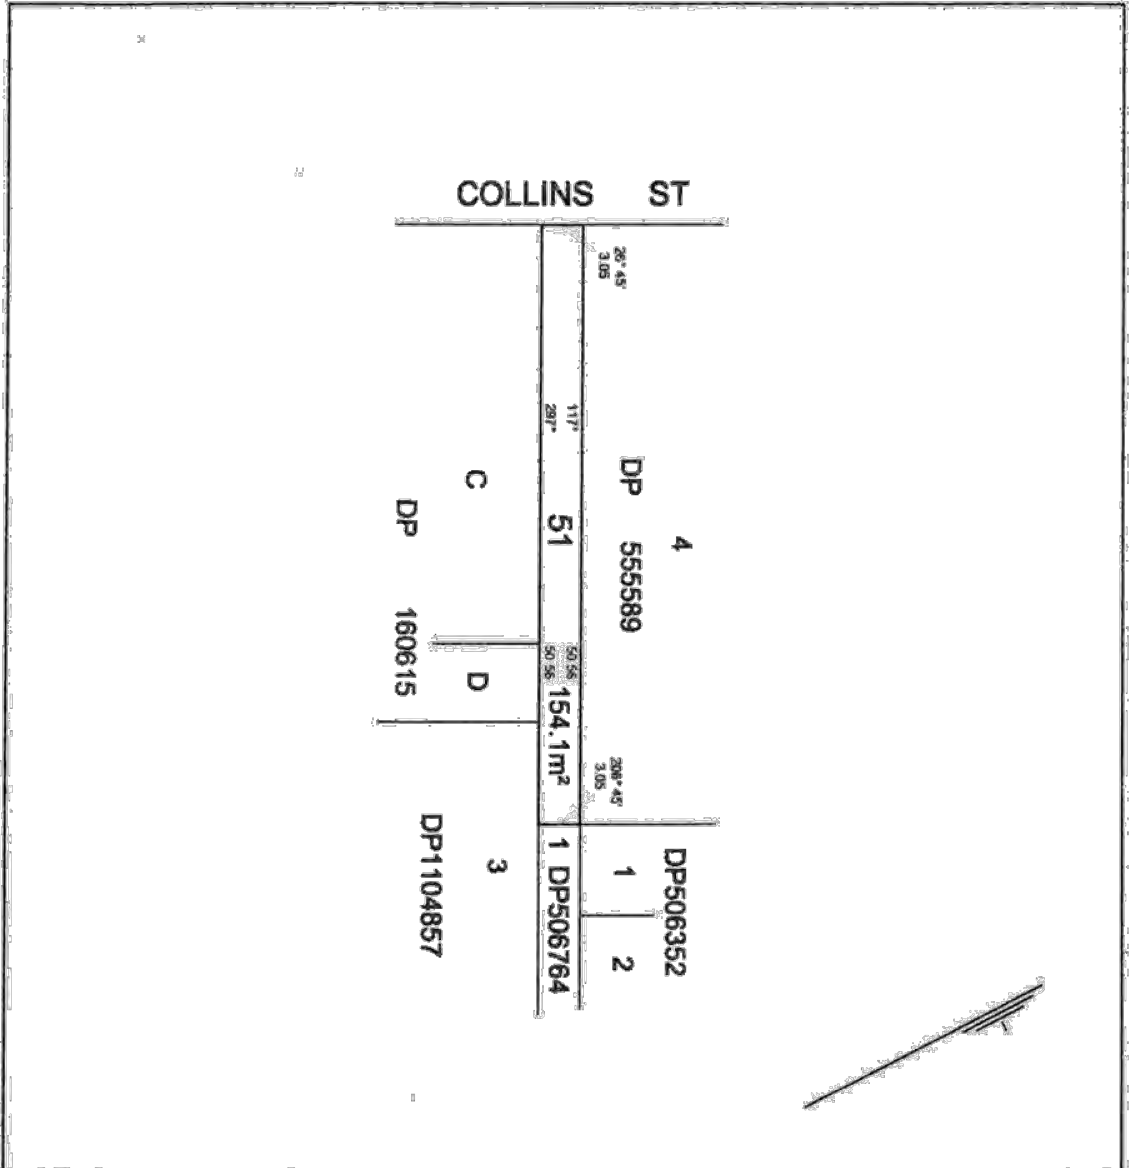 COLLINS ST
26° 45'
3.05
117°
297°
C
DP 160615
51
4
DP 555589
50.56
50.56
D
154.1m²
206° 45'
3.05
3
DP1104857
1 DP506764
1
DP506352
2